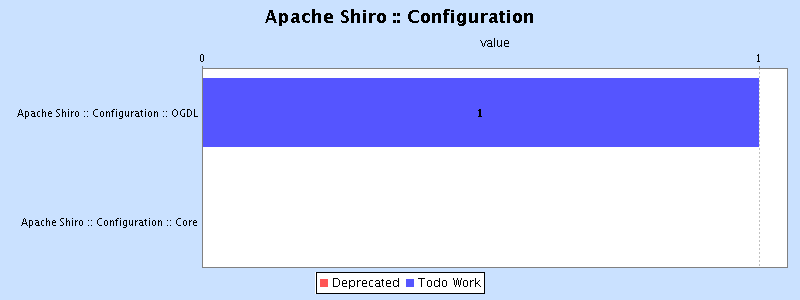 Apache Shiro :: Configuration
value
0 1
Apache Shiro :: Configuration :: OGDL
1
Apache Shiro :: Configuration :: Core
Deprecated Todo Work